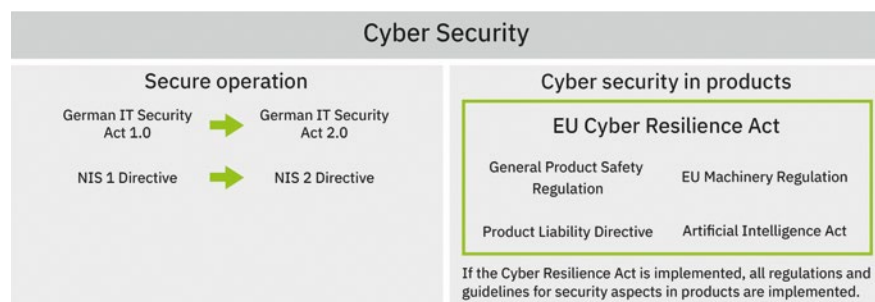 Cyber Security
Secure operation
German IT Security
Act 1.0
German IT Security
Act 2.0
NIS 1 Directive
NIS 2 Directive
Cyber security in products
EU Cyber Resilience Act
General Product Safety
Regulation
EU Machinery Regulation
Product Liability Directive
Artificial Intelligence Act
If the Cyber Resilience Act is implemented, all regulations and
guidelines for security aspects in products are implemented.